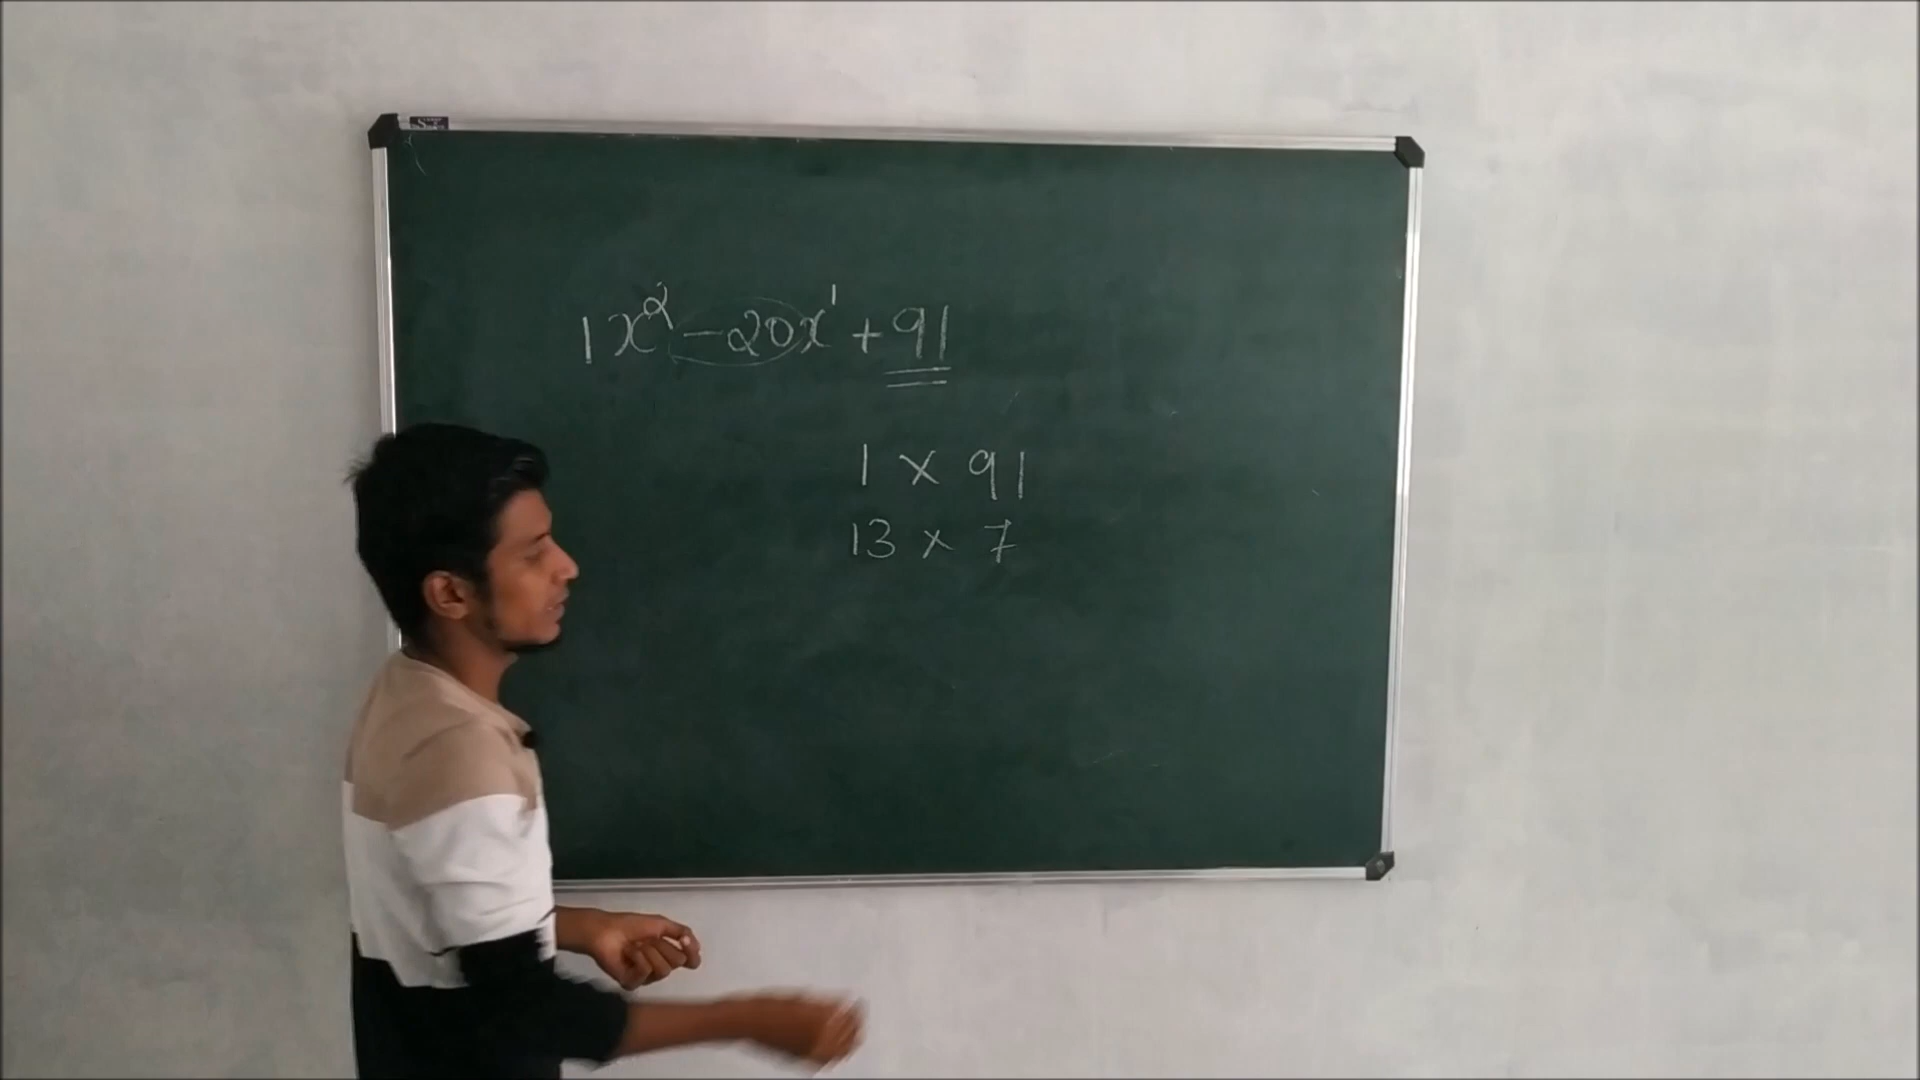 1x² - 20x¹ + 91
1 x 91
13 x 7